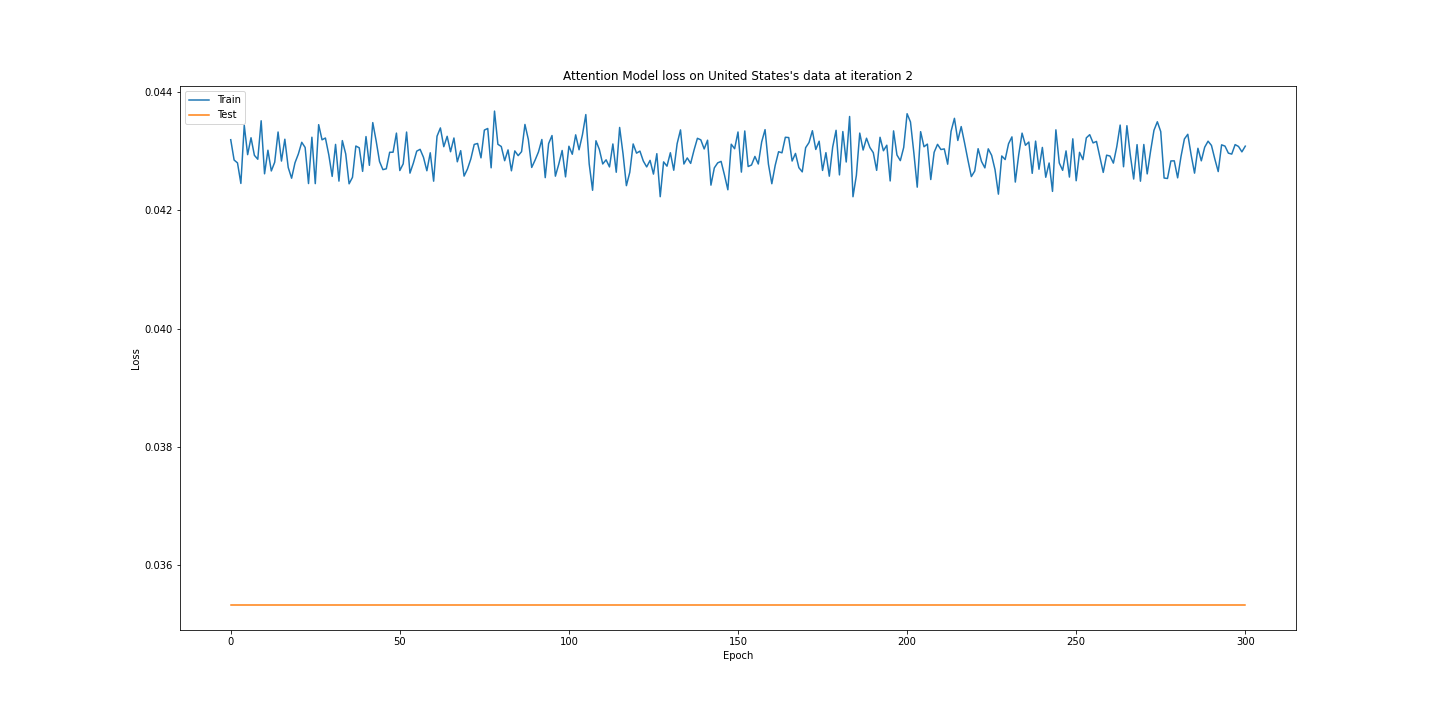 Attention Model loss on United States's data at iteration 2
0.044
Train
Test
0.042
0.040
Loss
0.038
0.036
0 50 100 150 200 250 300
Epoch